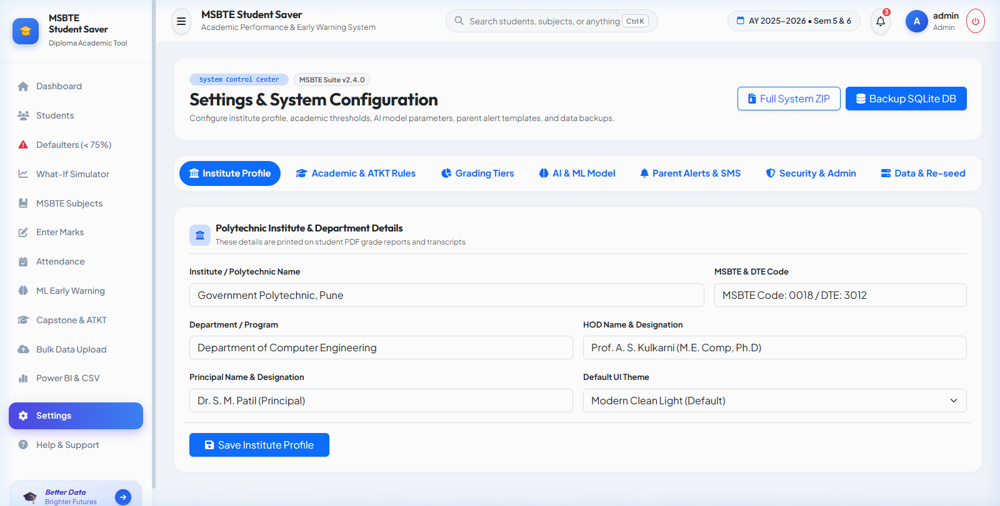 MSBTE
Student Saver
Diploma Academic Tool
Dashboard
Students
Defaulters (< 75%)
What-If Simulator
MSBTE Subjects
Enter Marks
Attendance
ML Early Warning
Capstone & ATKT
Bulk Data Upload
Power BI & CSV
Settings
Help & Support
Better Data
Brighter Futures
MSBTE Student Saver
Academic Performance & Early Warning System
Search students, subjects, or anything Ctrl K
AY 2025-2026 • Sem 5 & 6
3
A
admin
Admin
System Control Center MSBTE Suite v2.4.0
Settings & System Configuration
Configure institute profile, academic thresholds, AI model parameters, parent alert templates, and data backups.
Full System ZIP
Backup SQLite DB
Institute Profile
Academic & ATKT Rules
Grading Tiers
AI & ML Model
Parent Alerts & SMS
Security & Admin
Data & Re-seed
Polytechnic Institute & Department Details
These details are printed on student PDF grade reports and transcripts
Institute / Polytechnic Name
Government Polytechnic, Pune
MSBTE & DTE Code
MSBTE Code: 0018 / DTE: 3012
Department / Program
Department of Computer Engineering
HOD Name & Designation
Prof. A. S. Kulkarni (M.E. Comp, Ph.D)
Principal Name & Designation
Dr. S. M. Patil (Principal)
Default UI Theme
Modern Clean Light (Default)
Save Institute Profile